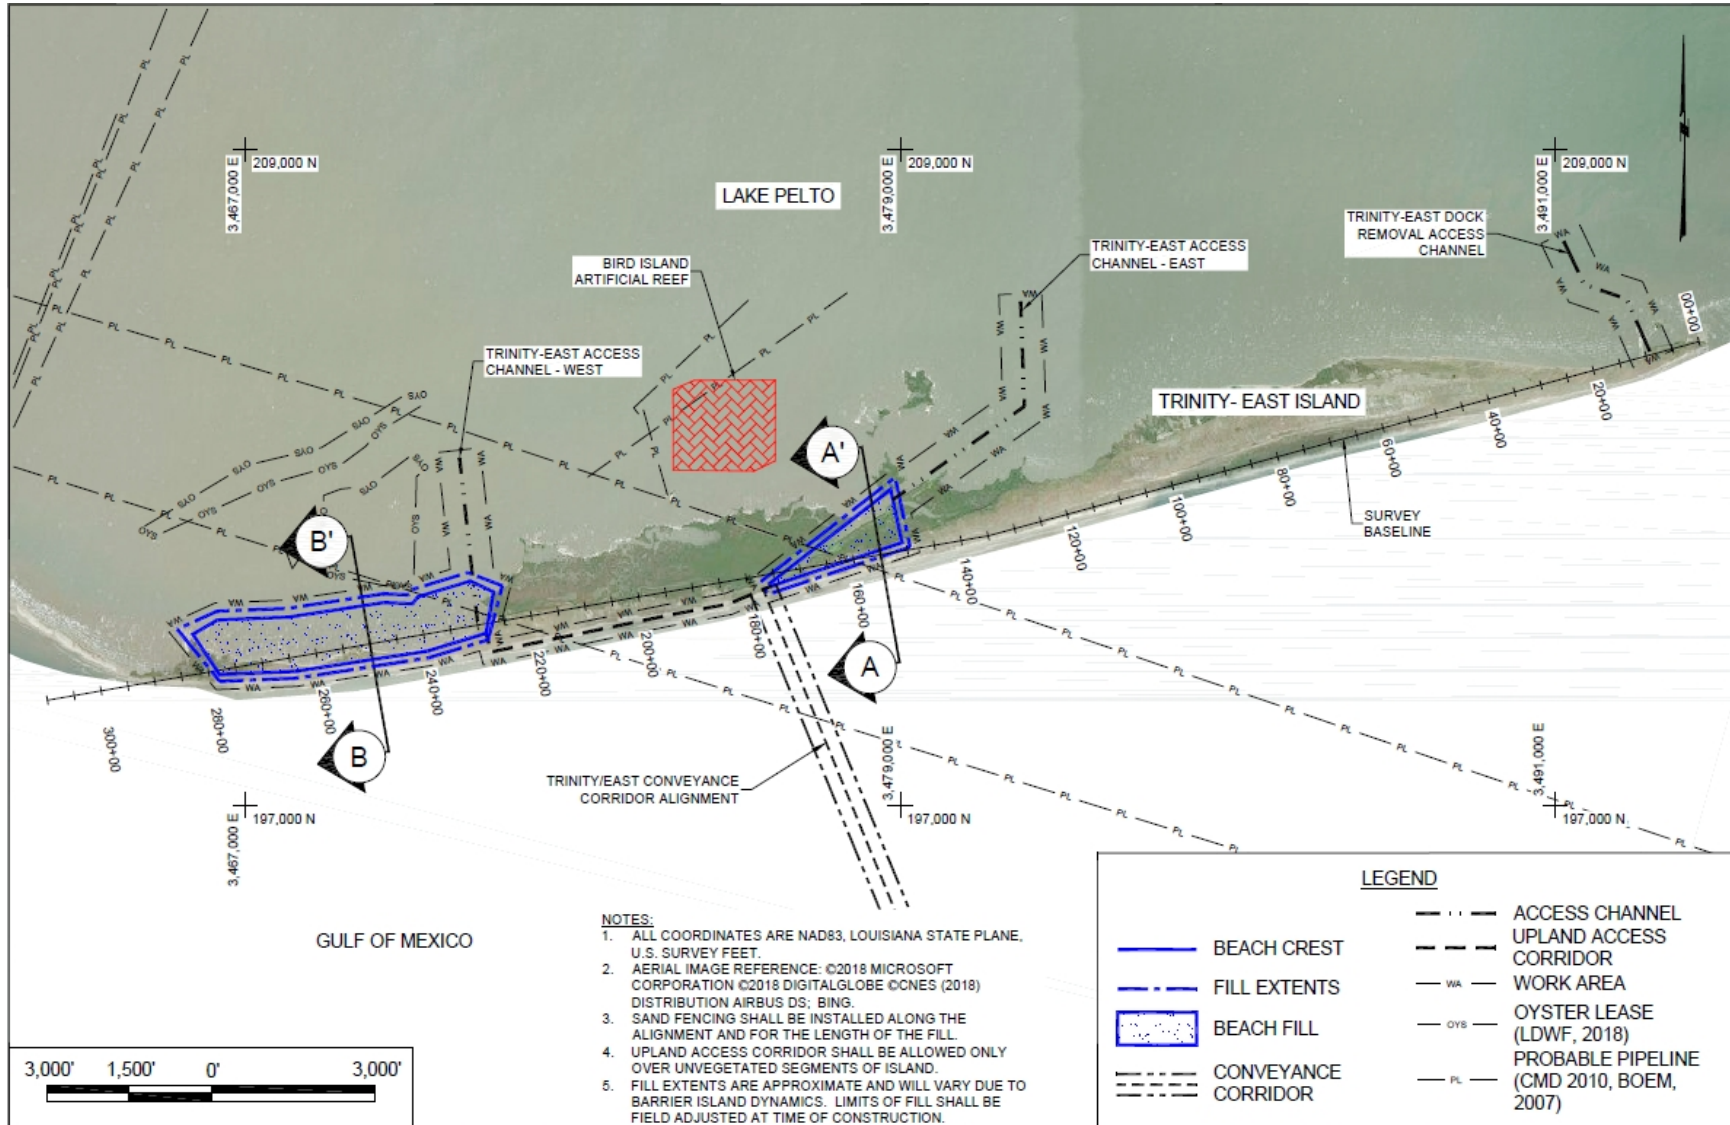 3,467,000 E
209,000 N
3,479,000 E
209,000 N
3,491,000 E
209,000 N
LAKE PELTO
TRINITY-EAST DOCK
REMOVAL ACCESS
CHANNEL
TRINITY-EAST ACCESS
CHANNEL - EAST
BIRD ISLAND
ARTIFICIAL REEF
TRINITY-EAST ACCESS
CHANNEL - WEST
TRINITY- EAST ISLAND
A'
B'
A
B
SURVEY
BASELINE
00+00
20+00
40+00
60+00
80+00
100+00
120+00
140+00
160+00
180+00
200+00
220+00
240+00
260+00
280+00
300+00
PL
WA
OYS
TRINITY/EAST CONVEYANCE
CORRIDOR ALIGNMENT
3,467,000 E
197,000 N
3,479,000 E
197,000 N
3,491,000 E
197,000 N
GULF OF MEXICO
NOTES:
1. ALL COORDINATES ARE NAD83, LOUISIANA STATE PLANE,
U.S. SURVEY FEET.
2. AERIAL IMAGE REFERENCE: ©2018 MICROSOFT
CORPORATION ©2018 DIGITALGLOBE ©CNES (2018)
DISTRIBUTION AIRBUS DS; BING.
3. SAND FENCING SHALL BE INSTALLED ALONG THE
ALIGNMENT AND FOR THE LENGTH OF THE FILL.
4. UPLAND ACCESS CORRIDOR SHALL BE ALLOWED ONLY
OVER UNVEGETATED SEGMENTS OF ISLAND.
5. FILL EXTENTS ARE APPROXIMATE AND WILL VARY DUE TO
BARRIER ISLAND DYNAMICS. LIMITS OF FILL SHALL BE
FIELD ADJUSTED AT TIME OF CONSTRUCTION.
3,000' 1,500' 0' 3,000'
LEGEND
BEACH CREST
FILL EXTENTS
BEACH FILL
CONVEYANCE
CORRIDOR
ACCESS CHANNEL
UPLAND ACCESS
CORRIDOR
WA
WORK AREA
OYS
OYSTER LEASE
(LDWF, 2018)
PL
PROBABLE PIPELINE
(CMD 2010, BOEM,
2007)